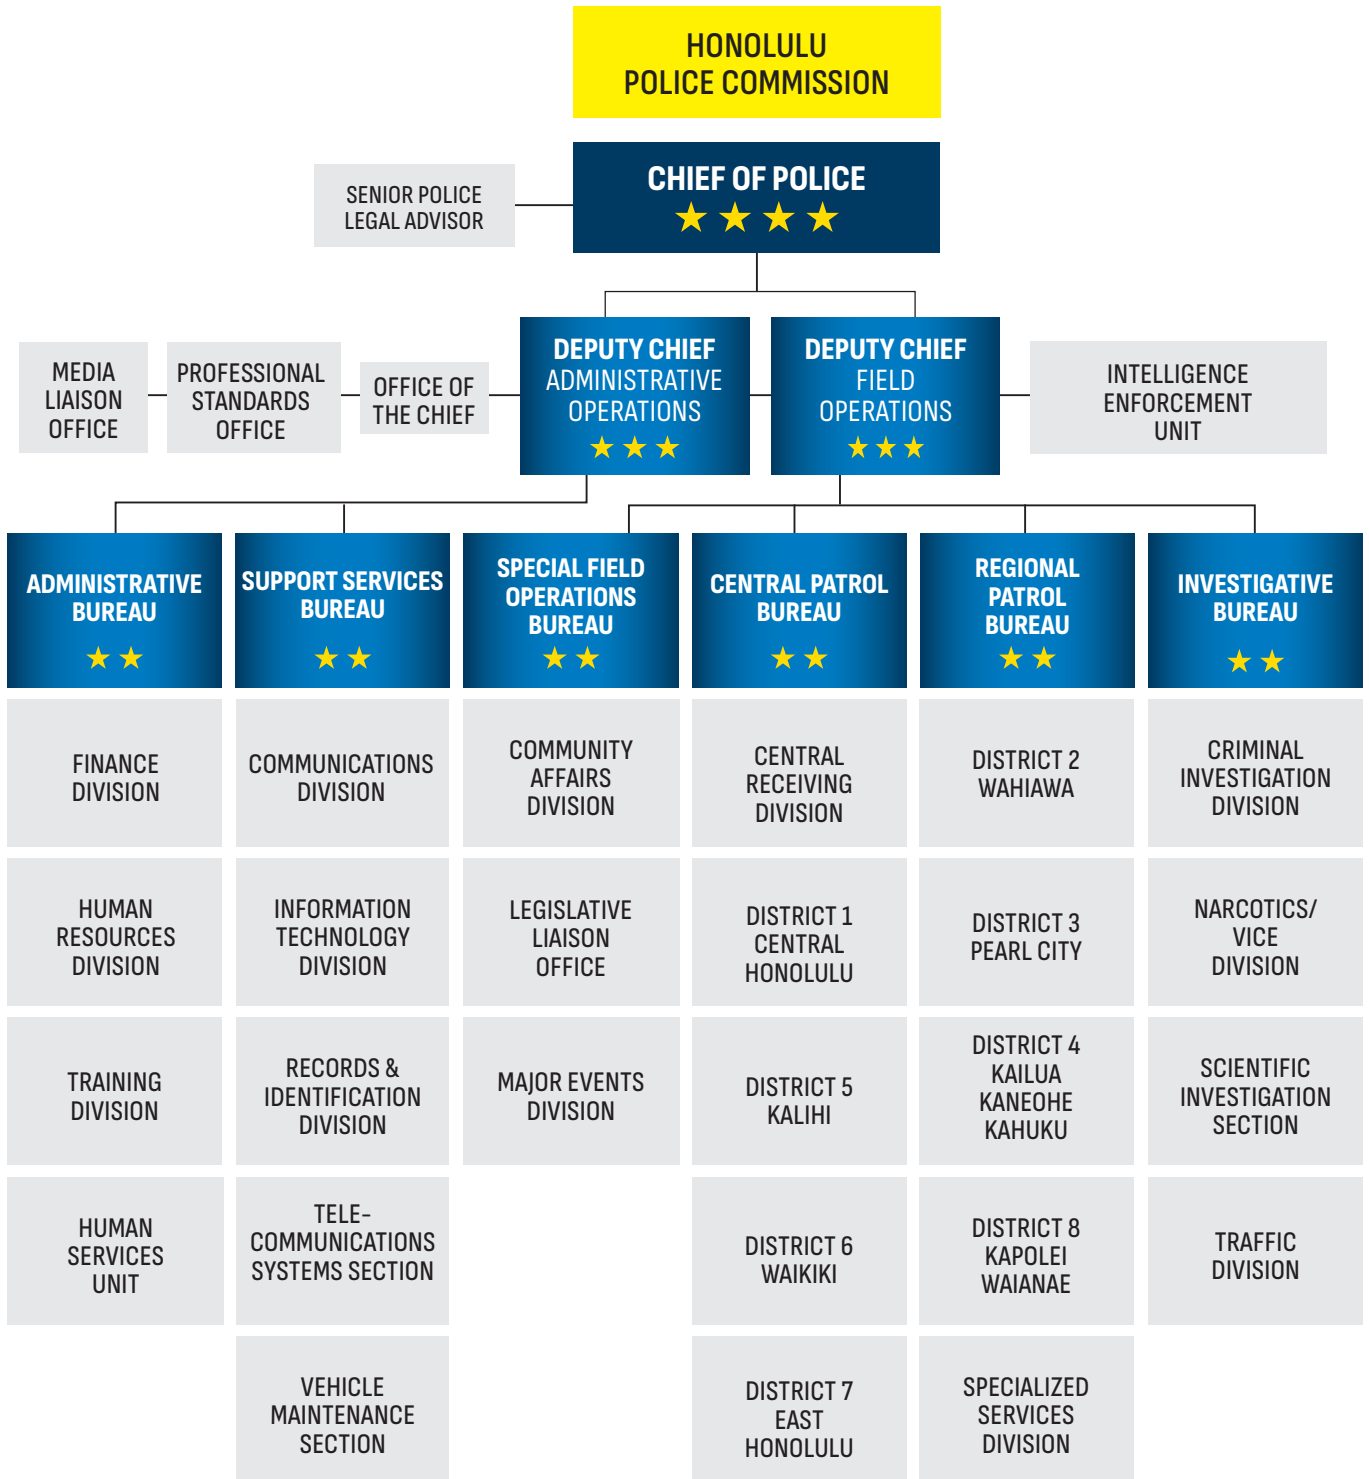 HONOLULU
POLICE COMMISSION
CHIEF OF POLICE
SENIOR POLICE
LEGAL ADVISOR
MEDIA
LIAISON
OFFICE
PROFESSIONAL
STANDARDS
OFFICE
OFFICE OF
THE CHIEF
DEPUTY CHIEF
ADMINISTRATIVE
OPERATIONS
DEPUTY CHIEF
FIELD
OPERATIONS
INTELLIGENCE
ENFORCEMENT
UNIT
ADMINISTRATIVE
BUREAU
SUPPORT SERVICES
BUREAU
SPECIAL FIELD
OPERATIONS
BUREAU
CENTRAL PATROL
BUREAU
REGIONAL
PATROL
BUREAU
INVESTIGATIVE
BUREAU
FINANCE
DIVISION
COMMUNICATIONS
DIVISION
COMMUNITY
AFFAIRS
DIVISION
CENTRAL
RECEIVING
DIVISION
DISTRICT 2
WAHIAWA
CRIMINAL
INVESTIGATION
DIVISION
HUMAN
RESOURCES
DIVISION
INFORMATION
TECHNOLOGY
DIVISION
LEGISLATIVE
LIAISON
OFFICE
DISTRICT 1
CENTRAL
HONOLULU
DISTRICT 3
PEARL CITY
NARCOTICS/
VICE
DIVISION
TRAINING
DIVISION
RECORDS &
IDENTIFICATION
DIVISION
MAJOR EVENTS
DIVISION
DISTRICT 5
KALIHI
DISTRICT 4
KAILUA
KANEOHE
KAHUKU
SCIENTIFIC
INVESTIGATION
SECTION
HUMAN
SERVICES
UNIT
TELE-
COMMUNICATIONS
SYSTEMS SECTION
DISTRICT 6
WAIKIKI
DISTRICT 8
KAPOLEI
WAIANAE
TRAFFIC
DIVISION
VEHICLE
MAINTENANCE
SECTION
DISTRICT 7
EAST
HONOLULU
SPECIALIZED
SERVICES
DIVISION